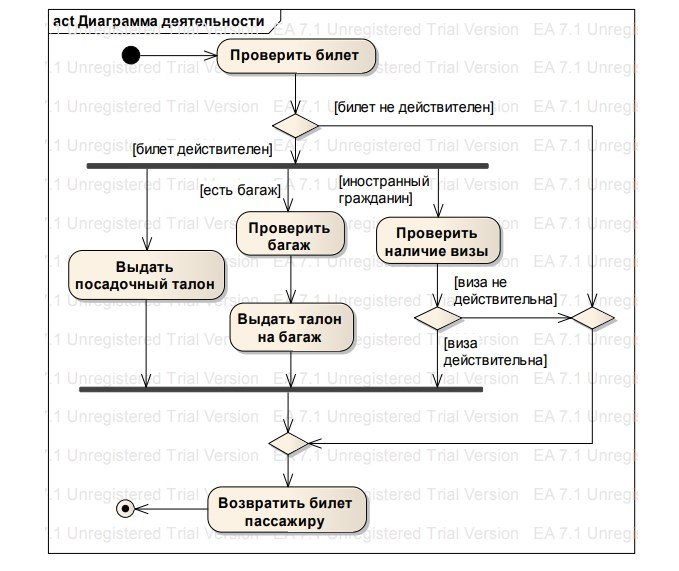 act Диаграмма деятельности
Проверить билет
[билет не действителен]
[билет действителен]
[есть багаж]
[иностранный
гражданин]
Проверить
багаж
Проверить
наличие визы
Выдать
посадочный талон
[виза не
действительна]
Выдать талон
на багаж
[виза
действительна]
Возвратить билет
пассажиру
EA 7.1 Unregistered Trial Version